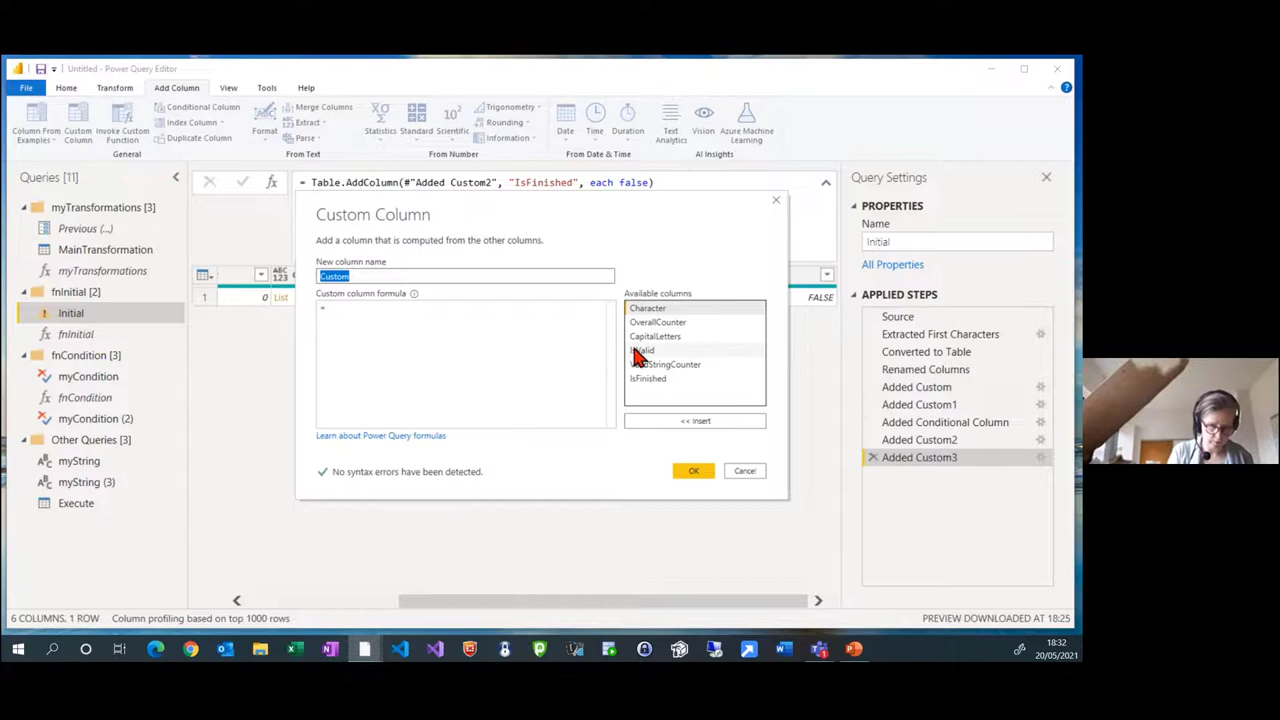 Untitled - Power Query Editor
File
Home
Transform
Add Column
View
Tools
Help
Column From Examples
Custom Column
Invoke Custom Function
Conditional Column
Index Column
Duplicate Column
General
Format
Merge Columns
Extract
Parse
From Text
Statistics
Standard
Scientific
10²
Trigonometry
Rounding
Information
From Number
Date
Time
Duration
From Date & Time
Text Analytics
Vision
Azure Machine Learning
AI Insights
Queries [11]
myTransformations [3]
Previous (...)
MainTransformation
myTransformations
fnInitial [2]
Initial
fnInitial
fnCondition [3]
myCondition
fnCondition
myCondition (2)
Other Queries [3]
myString
myString (3)
Execute
= Table.AddColumn(#"Added Custom2", "IsFinished", each false)
ABC
123
1
0
List
FALSE
Custom Column
Add a column that is computed from the other columns.
New column name
Custom
Custom column formula
=
Available columns
Character
OverallCounter
CapitalLetters
StringCounter
IsFinished
<< Insert
Learn about Power Query formulas
No syntax errors have been detected.
OK
Cancel
Query Settings
PROPERTIES
Name
Initial
All Properties
APPLIED STEPS
Source
Extracted First Characters
Converted to Table
Renamed Columns
Added Custom
Added Custom1
Added Conditional Column
Added Custom2
Added Custom3
6 COLUMNS, 1 ROW
Column profiling based on top 1000 rows
PREVIEW DOWNLOADED AT 18:25
18:32
20/05/2021